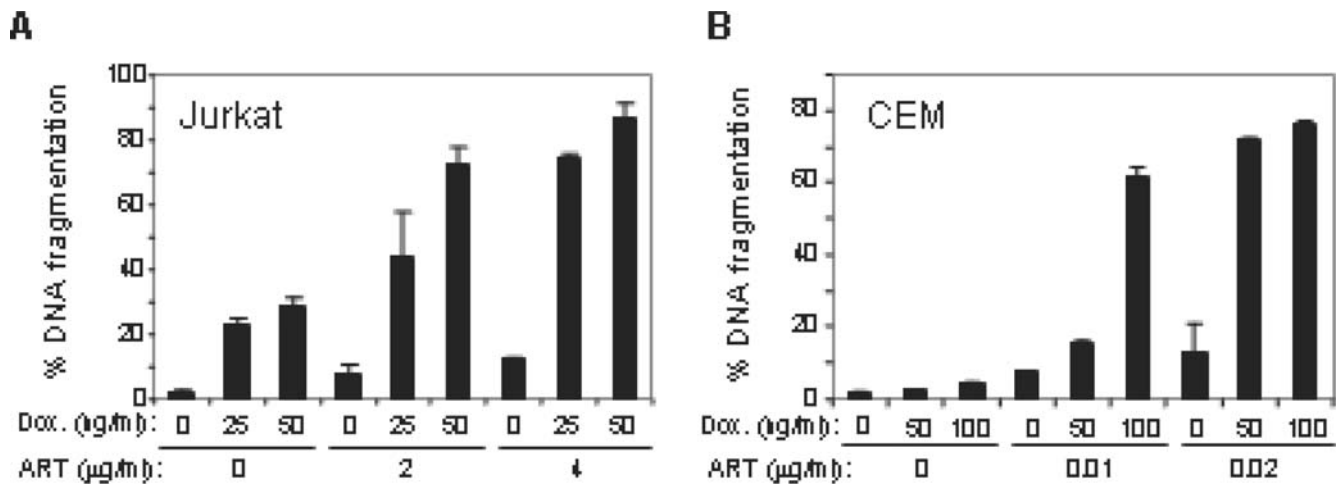 A
B
Jurkat
CEM
% DNA fragmentation
100
80
60
40
20
0
% DNA fragmentation
80
60
40
20
0
Dox. (ng/ml): 0 25 50 0 25 50 0 25 50
ART (µg/ml): 0 2 4
Dox. (ng/ml): 0 50 100 0 50 100 0 50 100
ART (µg/ml): 0 0.01 0.02